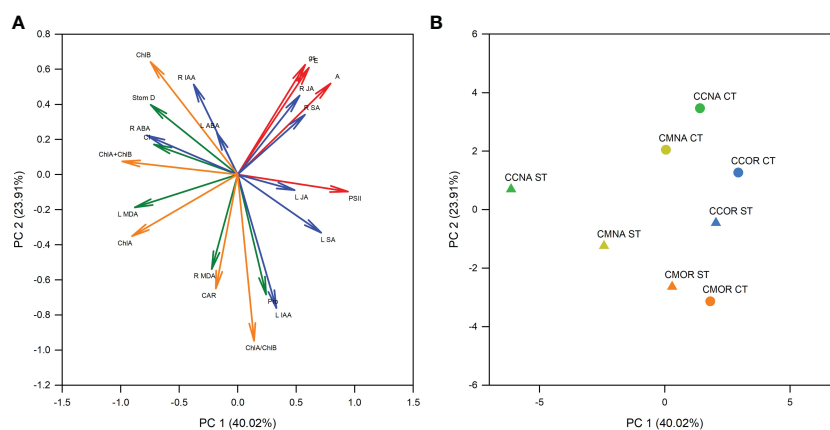 A
0.8
0.6
0.4
0.2
0.0
-0.2
-0.4
-0.6
-0.8
-1.0
-1.2
PC 2 (23.91%)
-1.5
-1.0
-0.5
0.0
0.5
1.0
1.5
PC 1 (40.02%)
ChlB
R IAA
Stom D
L ABA
R ABA
ChlA+ChlB
L MDA
ChlA
R MDA
CAR
ChlA/ChlB
L IAA
L SA
L JA
PSII
R SA
R JA
A
E
B
6
4
2
0
-2
-4
-6
PC 2 (23.91%)
-5
0
5
PC 1 (40.02%)
CCNA CT
CMNA CT
CCOR CT
CCNA ST
CCOR ST
CMNA ST
CMOR ST
CMOR CT